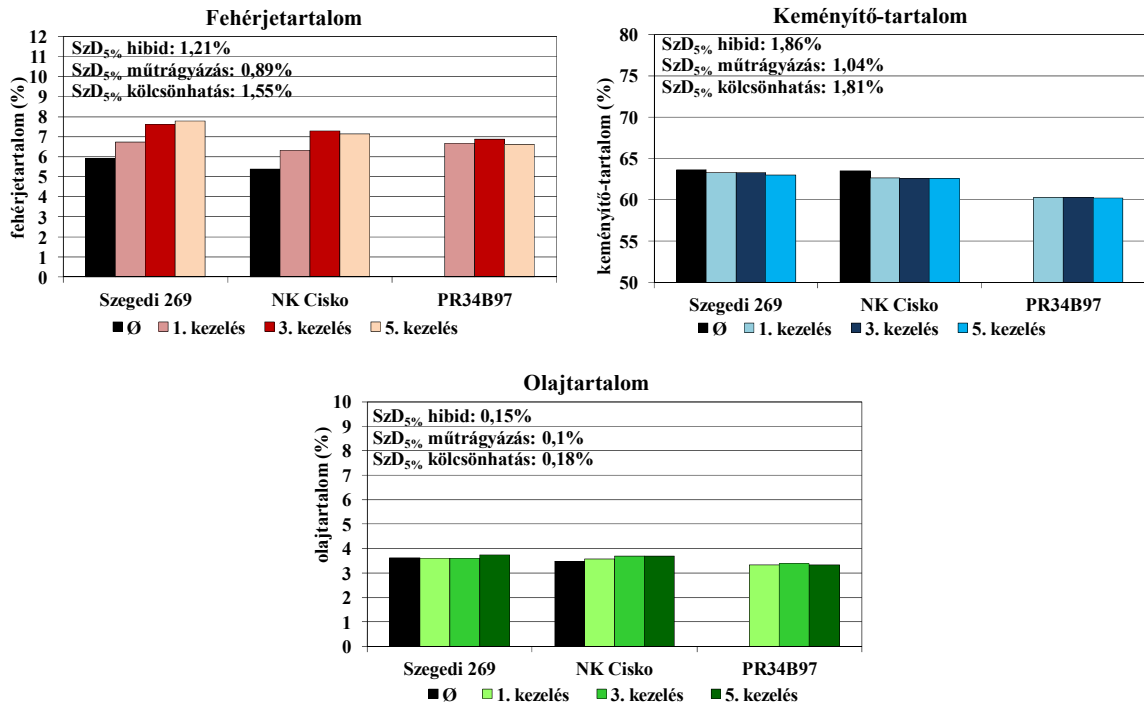 Fehérjetartalom
SzD5% hibid: 1,21%
SzD5% műtrágyázás: 0,89%
SzD5% kölcsönhatás: 1,55%
fehérjetartalom (%)
12
11
10
9
8
7
6
5
4
3
2
1
0
Szegedi 269 NK Cisko PR34B97
Ø 1. kezelés 3. kezelés 5. kezelés
Keményítő-tartalom
SzD5% hibid: 1,86%
SzD5% műtrágyázás: 1,04%
SzD5% kölcsönhatás: 1,81%
keményítő-tartalom (%)
80
75
70
65
60
55
50
Szegedi 269 NK Cisko PR34B97
Ø 1. kezelés 3. kezelés 5. kezelés
Olajtartalom
SzD5% hibid: 0,15%
SzD5% műtrágyázás: 0,1%
SzD5% kölcsönhatás: 0,18%
olajtartalom (%)
10
9
8
7
6
5
4
3
2
1
0
Szegedi 269 NK Cisko PR34B97
Ø 1. kezelés 3. kezelés 5. kezelés